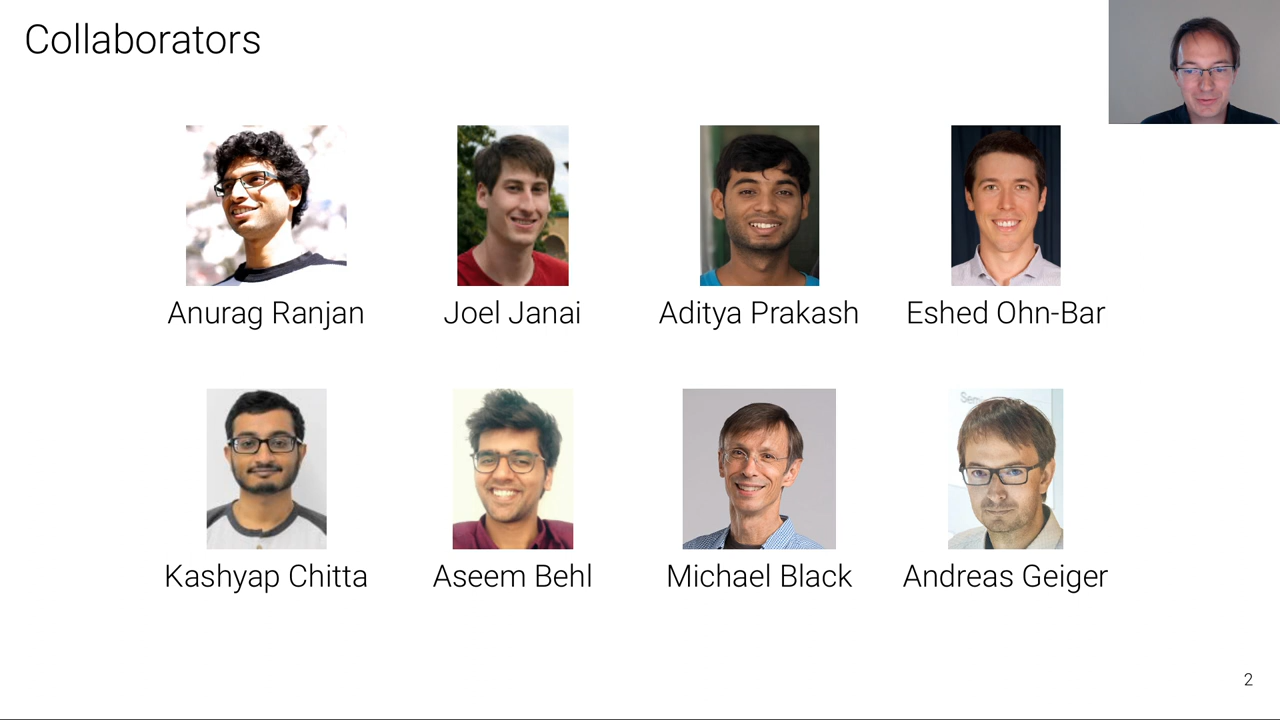 Collaborators
Anurag Ranjan
Joel Janai
Aditya Prakash
Eshed Ohn-Bar
Kashyap Chitta
Aseem Behl
Michael Black
Andreas Geiger
2